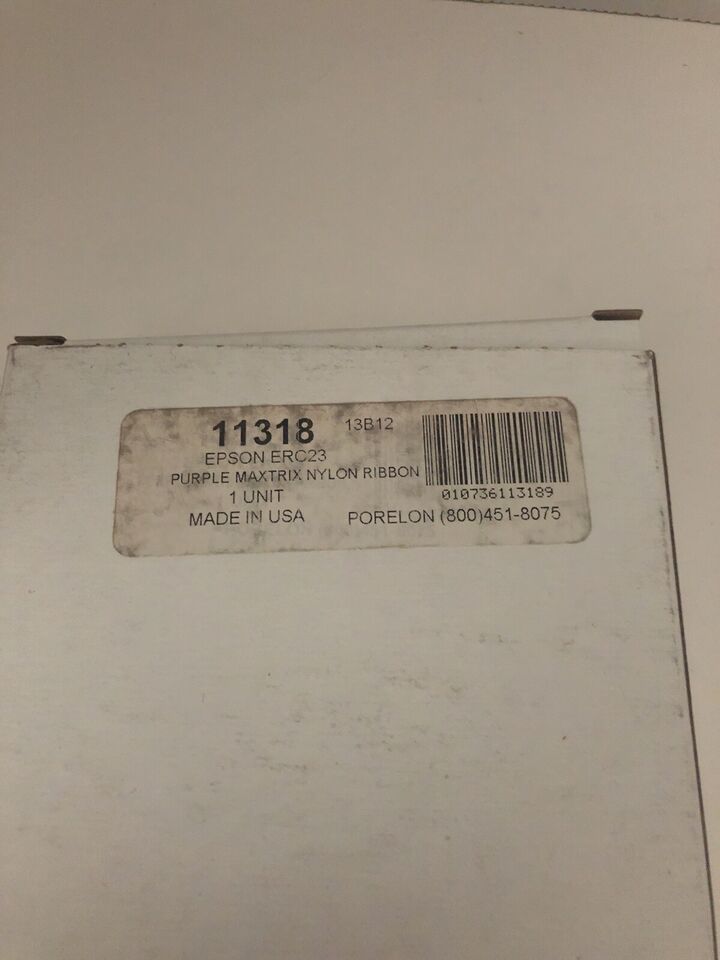 11318 13B12
EPSON ERC23
PURPLE MAXTRIX NYLON RIBBON
1 UNIT
010736113189
MADE IN USA PORELON (800)451-8075